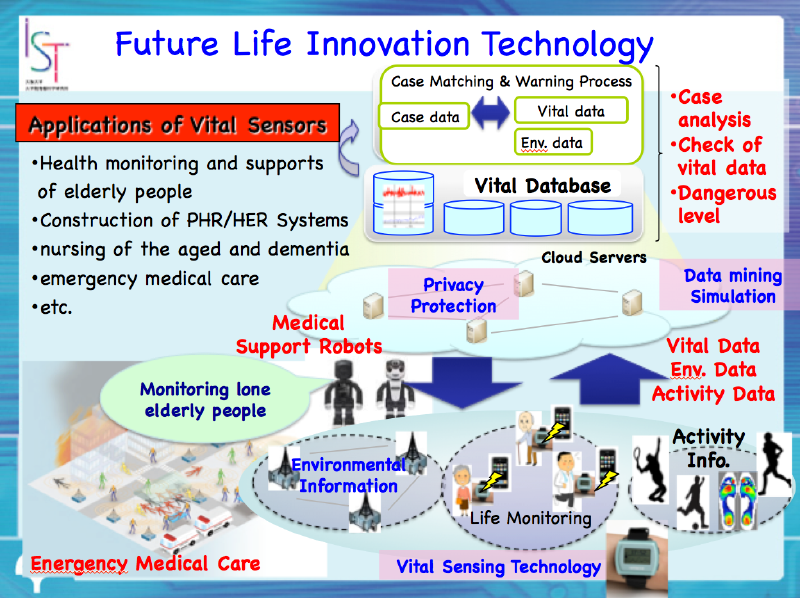 IST
Future Life Innovation Technology
Applications of Vital Sensors
•Health monitoring and supports
of elderly people
•Construction of PHR/HER Systems
•nursing of the aged and dementia
•emergency medical care
•etc.
Case Matching & Warning Process
Case data
Vital data
Env. data
Vital Database
•Case
analysis
•Check of
vital data
•Dangerous
level
Cloud Servers
Privacy
Protection
Data mining
Simulation
Medical
Support Robots
Vital Data
Env. Data
Activity Data
Monitoring lone
elderly people
Environmental
Information
Life Monitoring
Activity
Info.
Energency Medical Care
Vital Sensing Technology